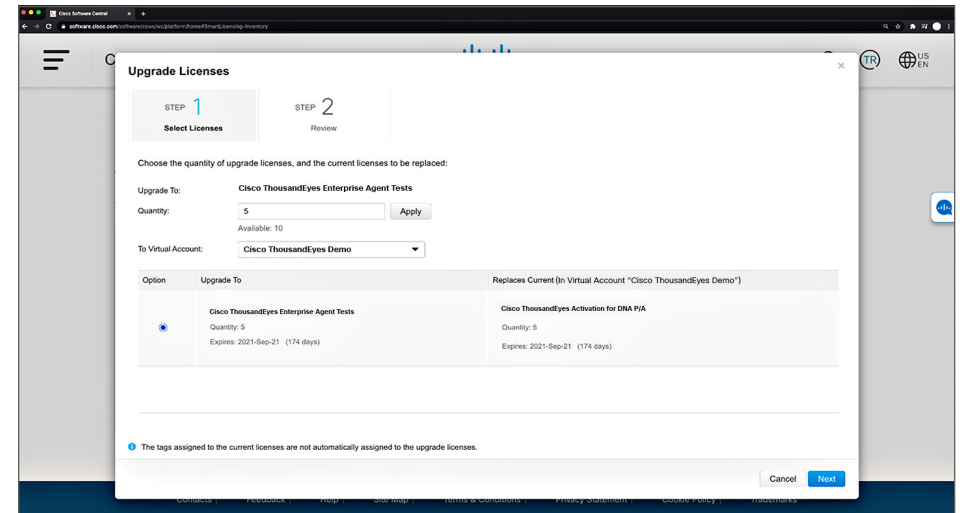 Cisco Software Central
software.cisco.com/software/csws/ws/platform/home#SmartLicensing-Inventory
C
TR
US
EN
Upgrade Licenses
STEP 1
Select Licenses
STEP 2
Review
Choose the quantity of upgrade licenses, and the current licenses to be replaced:
Upgrade To: Cisco ThousandEyes Enterprise Agent Tests
Quantity: 5 Apply
Available: 10
To Virtual Account: Cisco ThousandEyes Demo
Option Upgrade To Replaces Current (In Virtual Account "Cisco ThousandEyes Demo")
Cisco ThousandEyes Enterprise Agent Tests
Quantity: 5
Expires: 2021-Sep-21 (174 days)
Cisco ThousandEyes Activation for DNA P/A
Quantity: 5
Expires: 2021-Sep-21 (174 days)
The tags assigned to the current licenses are not automatically assigned to the upgrade licenses.
Cancel Next
Contacts | Feedback | Help | Site Map | Terms & Conditions | Privacy Statement | Cookie Policy | Trademarks